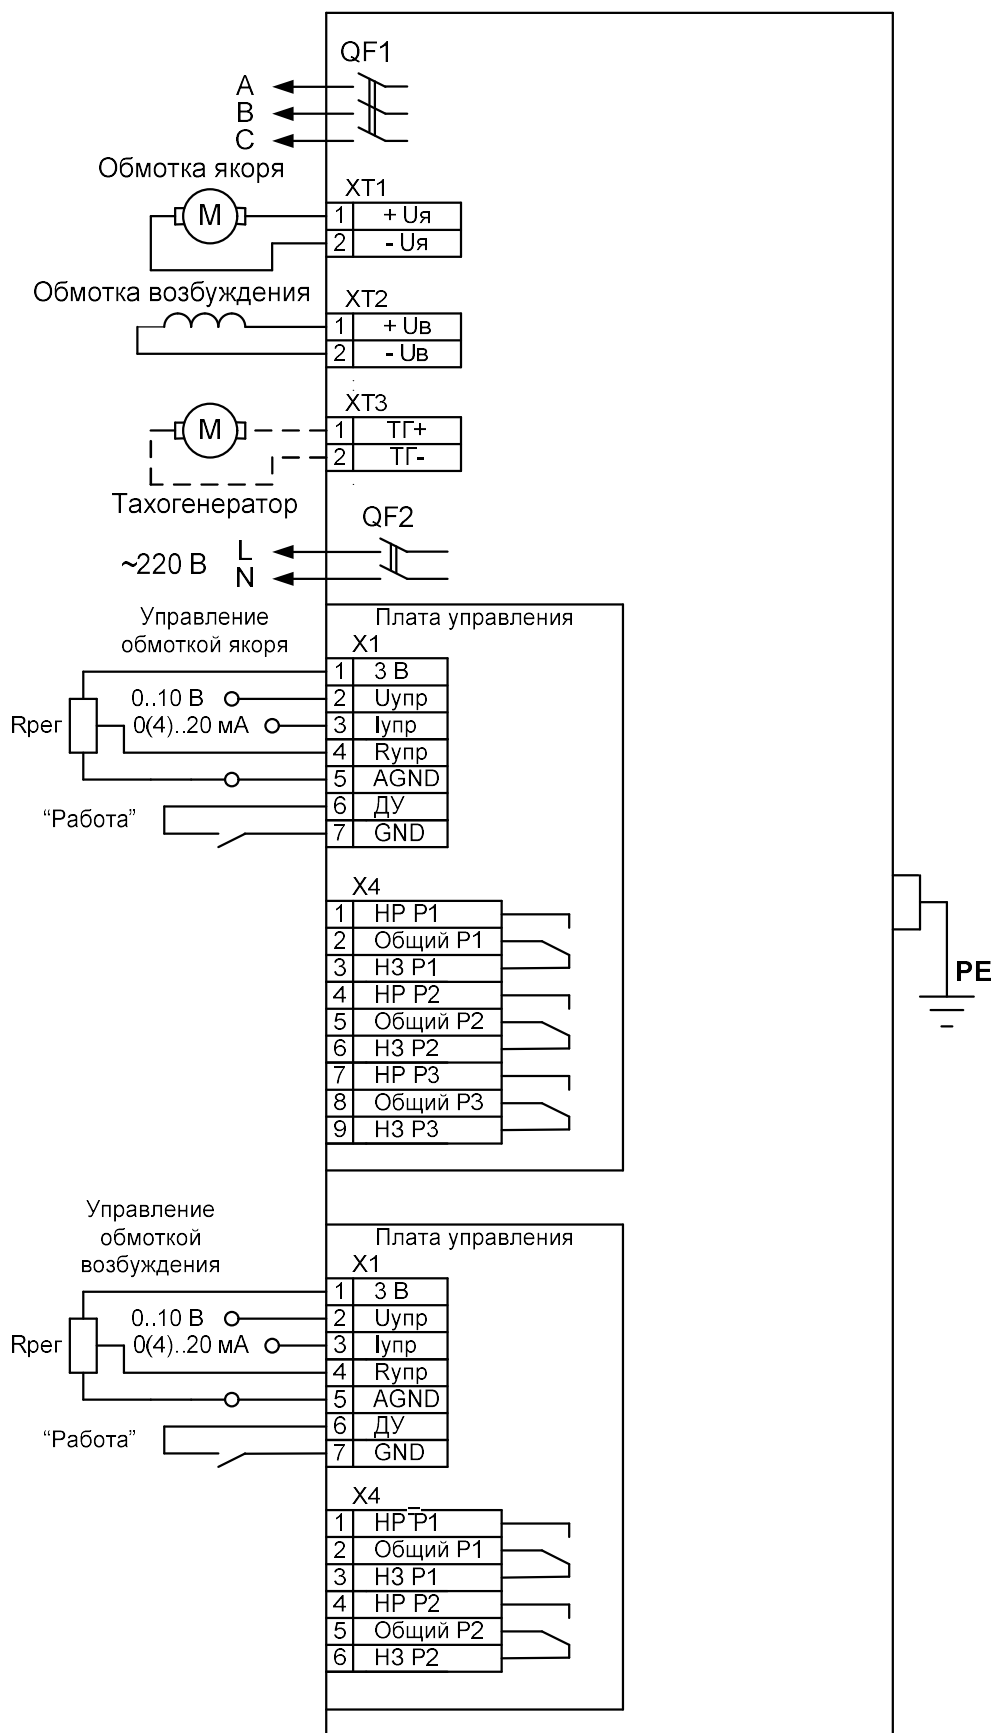 QF1
A
B
C
Обмотка якоря
XT1
M
1 + Uя
2 - Uя
Обмотка возбуждения
XT2
1 + Uв
2 - Uв
XT3
M
1 ТГ+
2 ТГ-
Тахогенератор
QF2
~220 В
L
N
Управление
обмоткой якоря
Плата управления
X1
1 3 В
0..10 В 2 Uупр
Rрег 0(4)..20 мА 3 Iупр
4 Rупр
5 AGND
6 ДУ
“Работа” 7 GND
X4
1 НР Р1
2 Общий Р1
3 НЗ Р1
4 НР Р2
5 Общий Р2
6 НЗ Р2
7 НР Р3
8 Общий Р3
9 НЗ Р3
PE
Управление
обмоткой
возбуждения
Плата управления
X1
1 3 В
0..10 В 2 Uупр
Rрег 0(4)..20 мА 3 Iупр
4 Rупр
5 AGND
6 ДУ
“Работа” 7 GND
X4
1 НР Р1
2 Общий Р1
3 НЗ Р1
4 НР Р2
5 Общий Р2
6 НЗ Р2